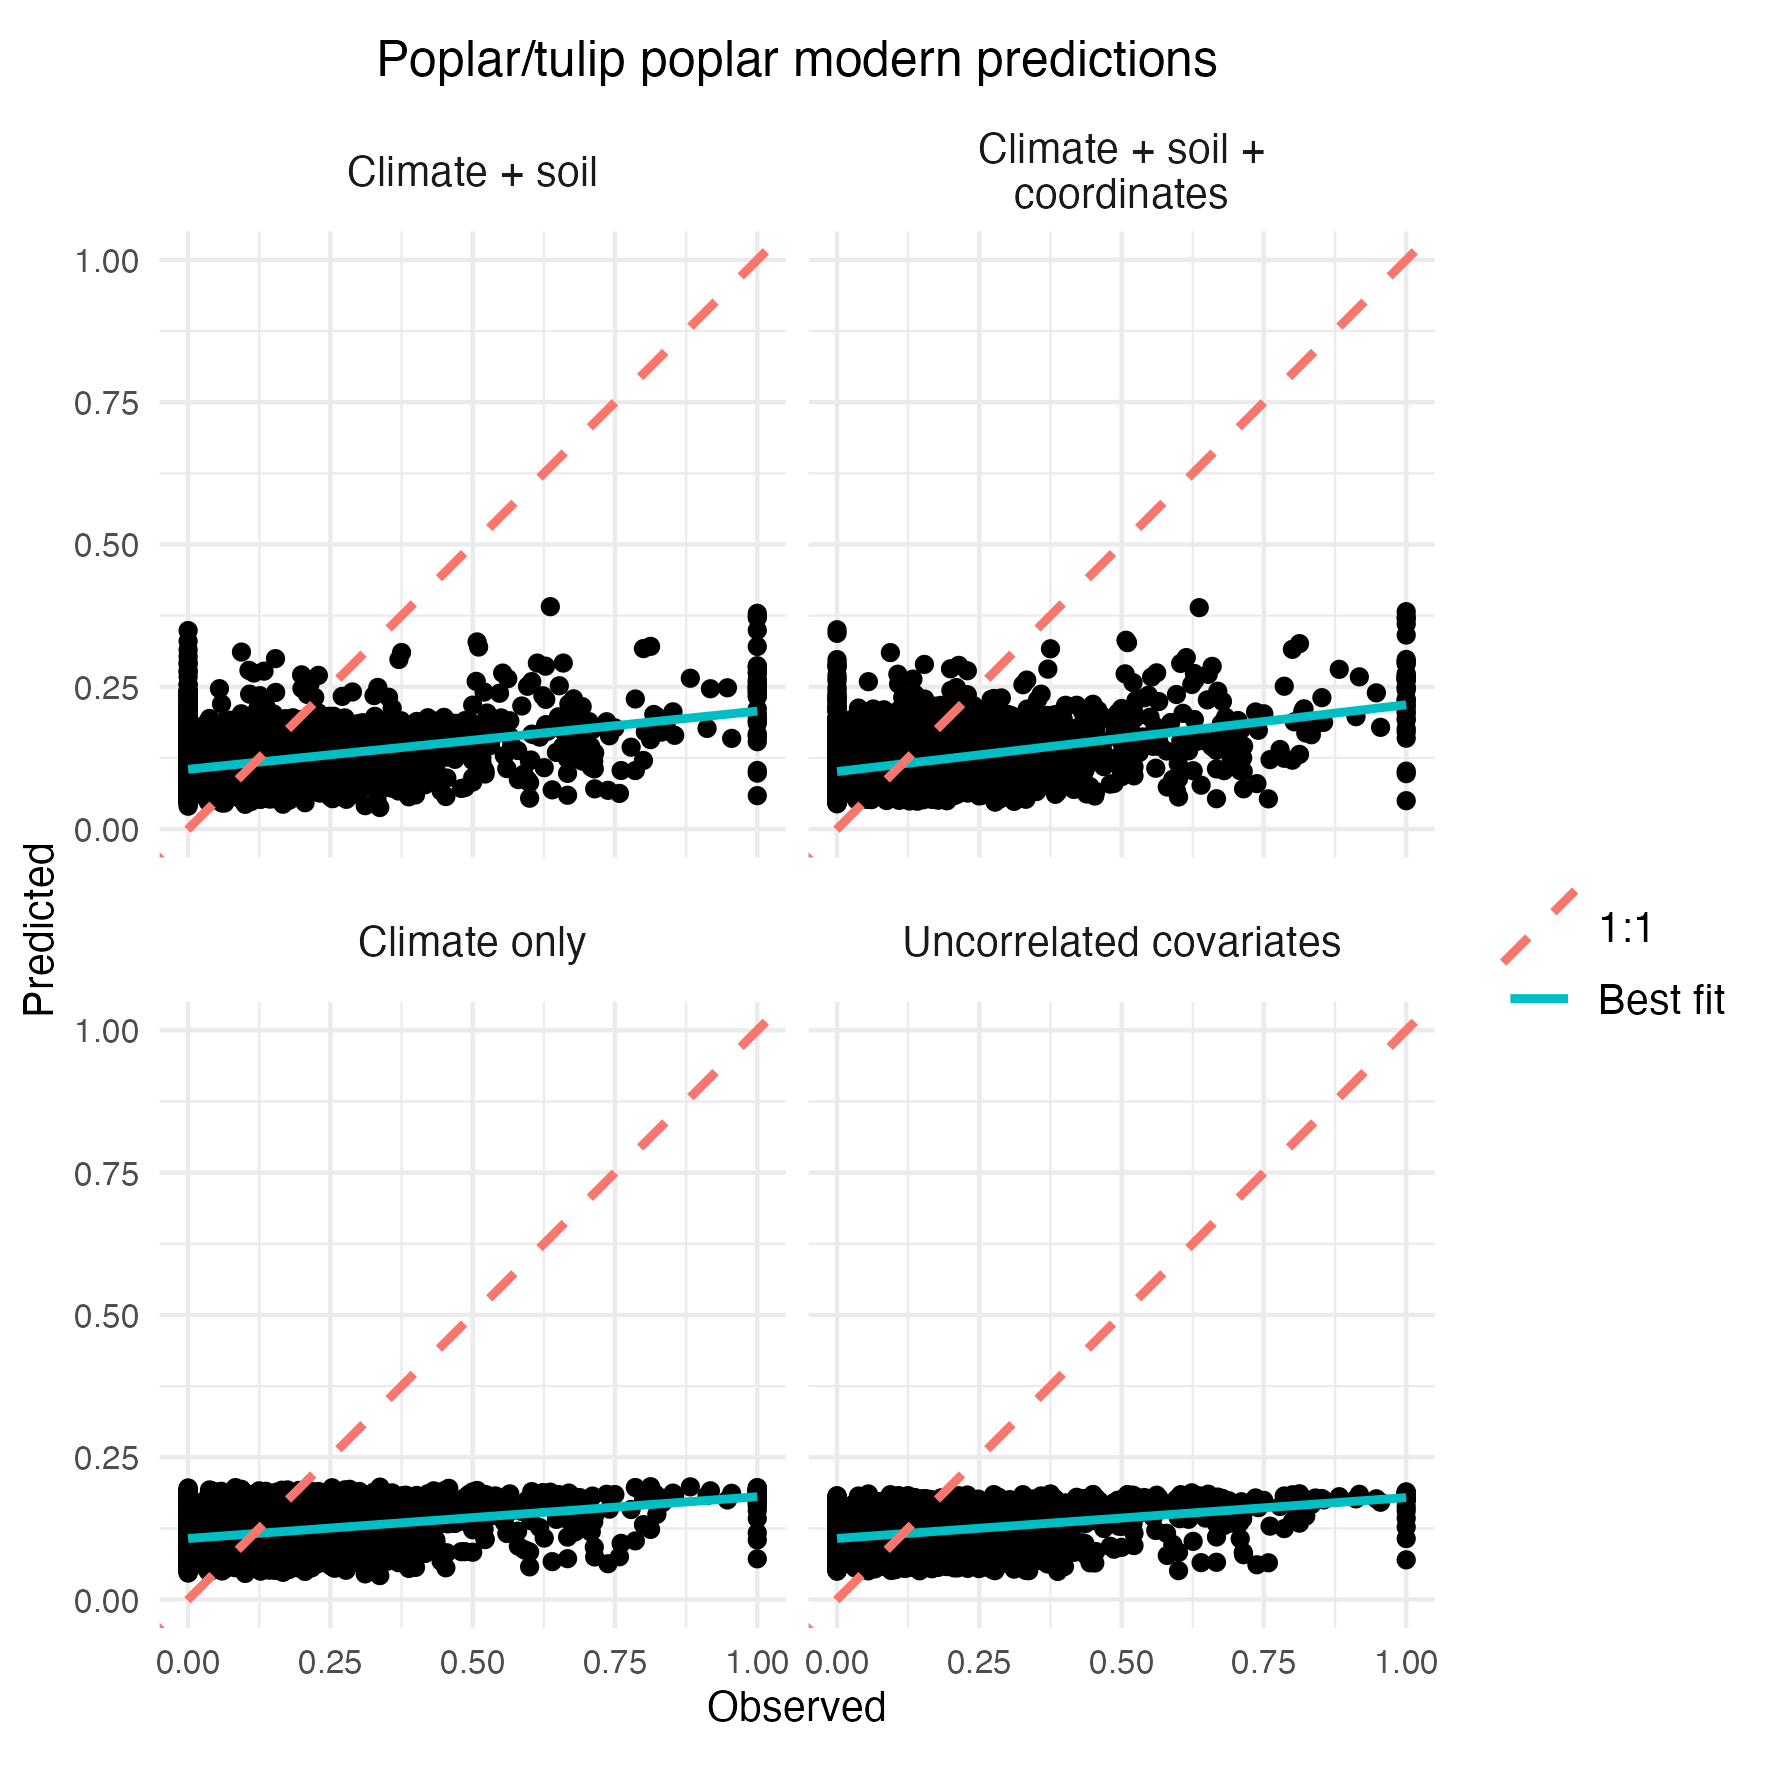 Poplar/tulip poplar modern predictions
Climate + soil
Climate + soil +
coordinates
1.00
0.75
0.50
0.25
0.00
Predicted
Climate only
Uncorrelated covariates
1:1
Best fit
1.00
0.75
0.50
0.25
0.00
0.00 0.25 0.50 0.75 1.00 0.00 0.25 0.50 0.75 1.00
Observed